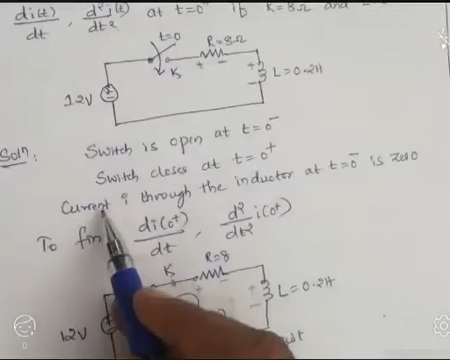 di(t)/dt, d²i(t)/dt² at t=0⁺ if R=8Ω and
t=0
R=8Ω
K
+ -
+
L=0.2H
-
12V
Soln: Switch is open at t=0⁻
Switch closes at t=0⁺
Current i through the inductor at t=0⁻ is zero
To find di(0⁺)/dt, d²i(0⁺)/dt²
K
R=8
+
L=0.2H
-
12V
0